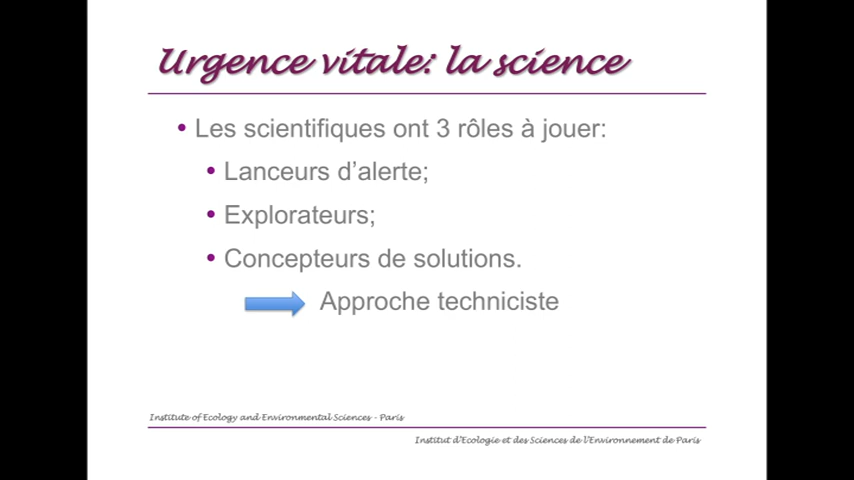 Urgence vitale: la science
• Les scientifiques ont 3 rôles à jouer:
• Lanceurs d’alerte;
• Explorateurs;
• Concepteurs de solutions.
Approche techniciste
Institute of Ecology and Environmental Sciences - Paris
Institut d’Ecologie et des Sciences de l’Environnement de Paris